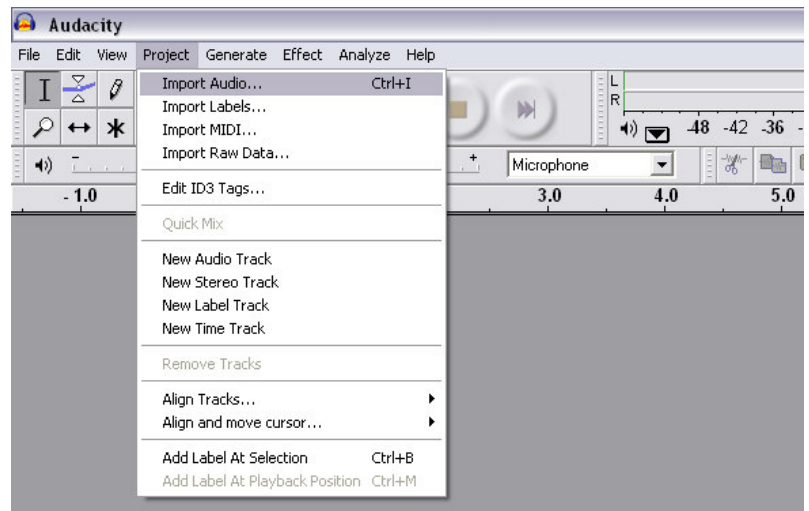 Audacity
File Edit View Project Generate Effect Analyze Help
Import Audio... Ctrl+I
Import Labels...
Import MIDI...
Import Raw Data...
Edit ID3 Tags...
Quick Mix
New Audio Track
New Stereo Track
New Label Track
New Time Track
Remove Tracks
Align Tracks...
Align and move cursor...
Add Label At Selection Ctrl+B
Add Label At Playback Position Ctrl+M
L
R
-48 -42 -36 -
+ Microphone
- 1.0 3.0 4.0 5.0